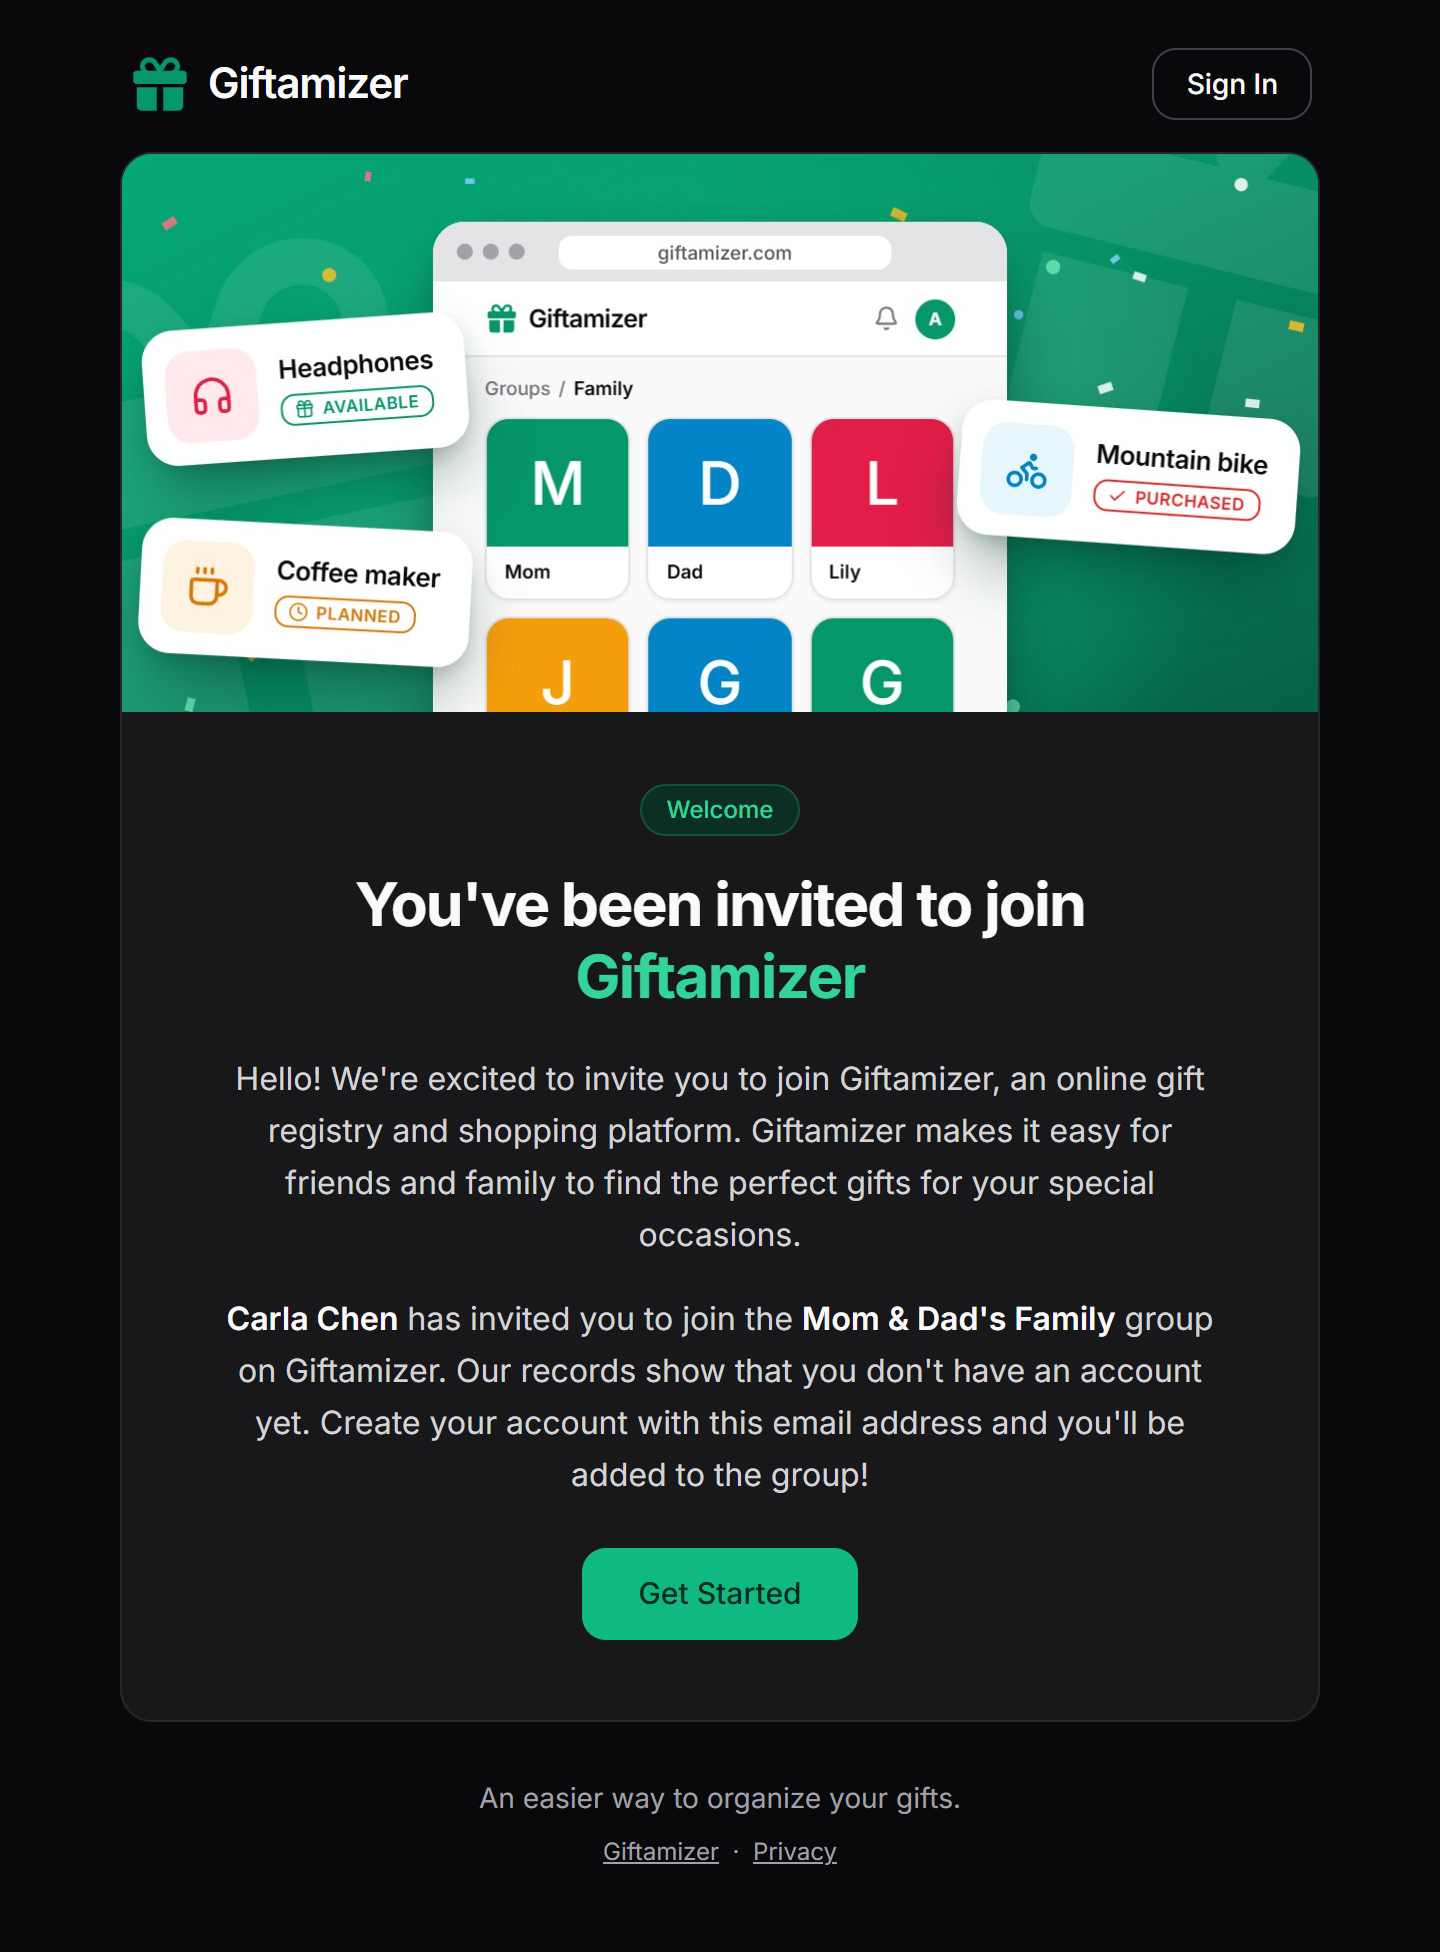 Giftamizer
Sign In
giftamizer.com
Giftamizer
A
Groups / Family
Headphones
AVAILABLE
Coffee maker
PLANNED
M
D
L
Mom
Dad
Lily
J
G
G
Mountain bike
PURCHASED
Welcome
You've been invited to join
Giftamizer
Hello! We're excited to invite you to join Giftamizer, an online gift
registry and shopping platform. Giftamizer makes it easy for
friends and family to find the perfect gifts for your special
occasions.
Carla Chen has invited you to join the Mom & Dad's Family group
on Giftamizer. Our records show that you don't have an account
yet. Create your account with this email address and you'll be
added to the group!
Get Started
An easier way to organize your gifts.
Giftamizer · Privacy